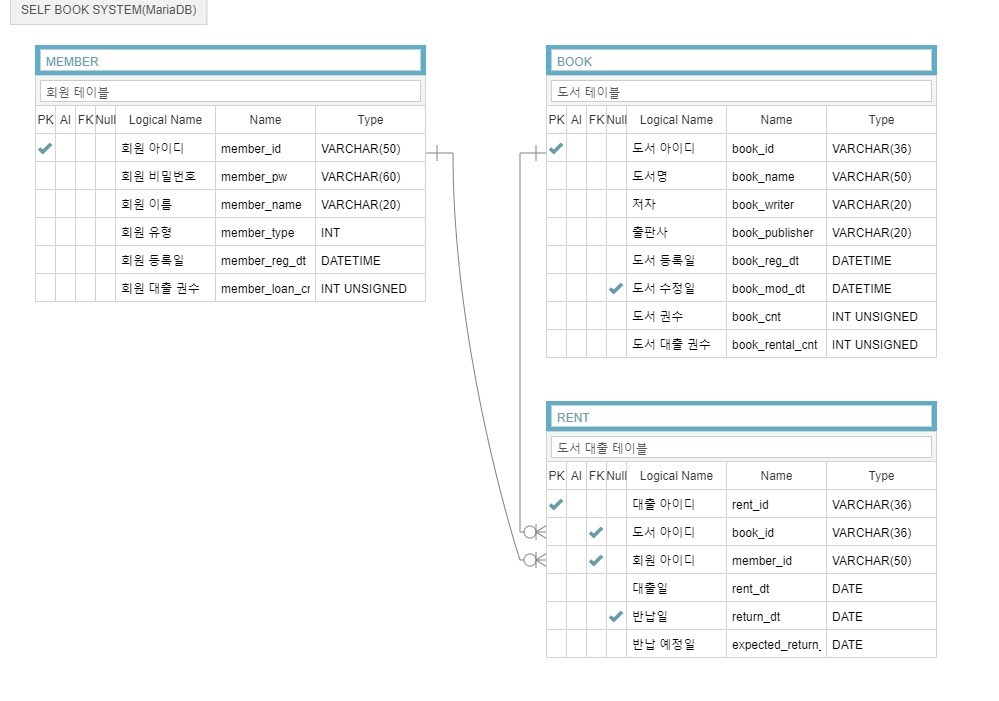 SELF BOOK SYSTEM(MariaDB)
MEMBER
회원 테이블
PK AI FK Null Logical Name Name Type
회원 아이디 member_id VARCHAR(50)
회원 비밀번호 member_pw VARCHAR(60)
회원 이름 member_name VARCHAR(20)
회원 유형 member_type INT
회원 등록일 member_reg_dt DATETIME
회원 대출 권수 member_loan_cr INT UNSIGNED
BOOK
도서 테이블
PK AI FK Null Logical Name Name Type
도서 아이디 book_id VARCHAR(36)
도서명 book_name VARCHAR(50)
저자 book_writer VARCHAR(20)
출판사 book_publisher VARCHAR(20)
도서 등록일 book_reg_dt DATETIME
도서 수정일 book_mod_dt DATETIME
도서 권수 book_cnt INT UNSIGNED
도서 대출 권수 book_rental_cnt INT UNSIGNED
RENT
도서 대출 테이블
PK AI FK Null Logical Name Name Type
대출 아이디 rent_id VARCHAR(36)
도서 아이디 book_id VARCHAR(36)
회원 아이디 member_id VARCHAR(50)
대출일 rent_dt DATE
반납일 return_dt DATE
반납 예정일 expected_return_ DATE